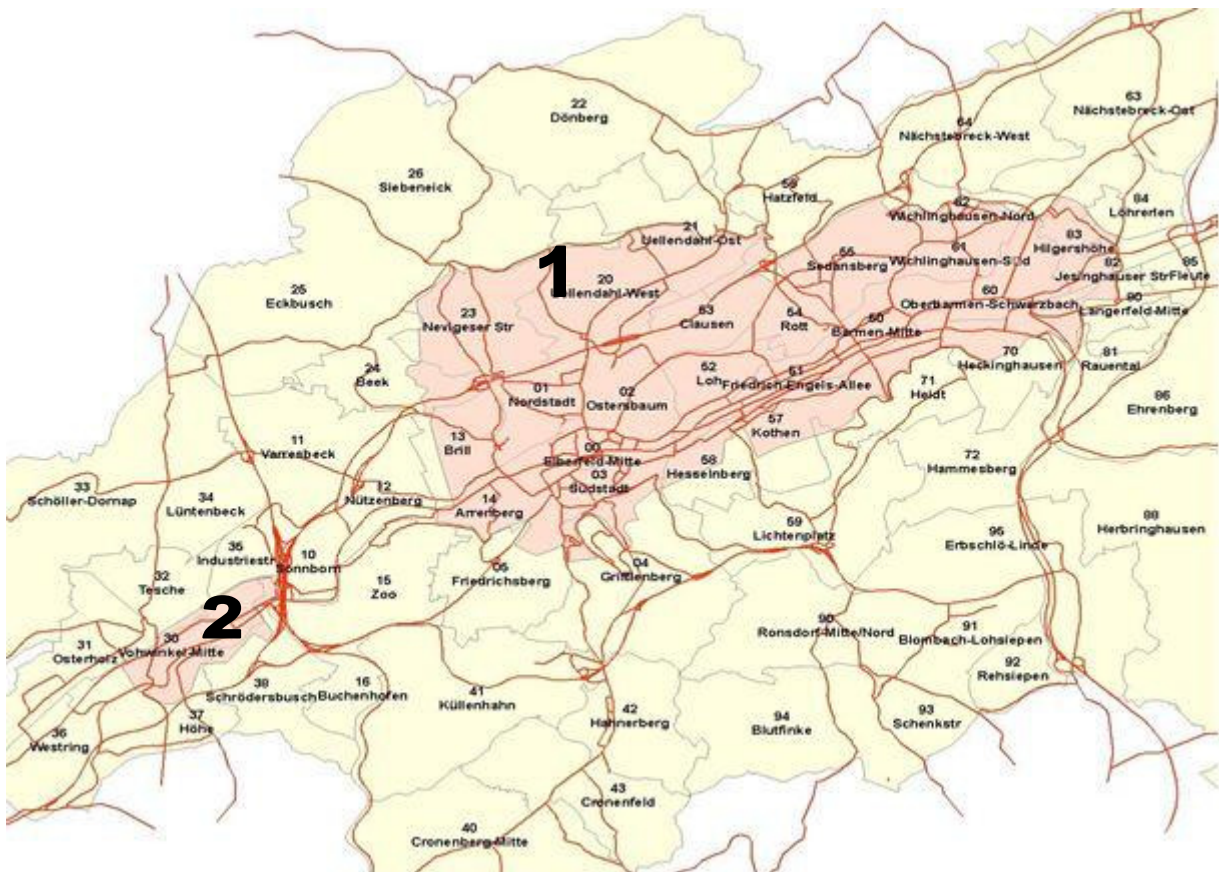 22
Dönberg
63
Nächstebreck-Ost
64
Nächstebreck-West
26
Siebeneick
56
Hatzfeld
84
Löhrerlen
62
Wichlinghausen-Nord
21
Uellendahl-Ost
83
Hilgershöhe
1
55
Sedansberg
61
Wichlinghausen-Süd
82
Jesinghauser Str
85
Fleute
20
Uellendahl-West
25
Eckbusch
60
Oberbarmen-Schwarzbach
80
Langerfeld-Mitte
23
Nevigeser Str
53
Clausen
54
Rott
50
Barmen-Mitte
70
Heckinghausen
81
Rauental
24
Beek
01
Nordstadt
02
Ostersbaum
52
Loh
51
Friedrich-Engels-Allee
71
Heidt
86
Ehrenberg
11
Varresbeck
13
Brill
57
Kothen
00
Elberfeld-Mitte
58
Hesselnberg
72
Hammesberg
03
Südstadt
33
Schöller-Dornap
34
Lüntenbeck
12
Nützenberg
14
Arrenberg
59
Lichtenplatz
95
Erbschlö-Linde
88
Herbringhausen
35
Industriestr
10
Sonnborn
32
Tesche
15
Zoo
05
Friedrichsberg
04
Grifflenberg
2
30
Vohwinkel-Mitte
31
Osterholz
90
Ronsdorf-Mitte/Nord
91
Blombach-Lohsiepen
92
Rehsiepen
38
Schrödersbusch
16
Buchenhofen
41
Küllenhahn
42
Hahnerberg
94
Blutfinke
93
Schenkstr
37
Höhe
36
Westring
43
Cronenfeld
40
Cronenberg-Mitte